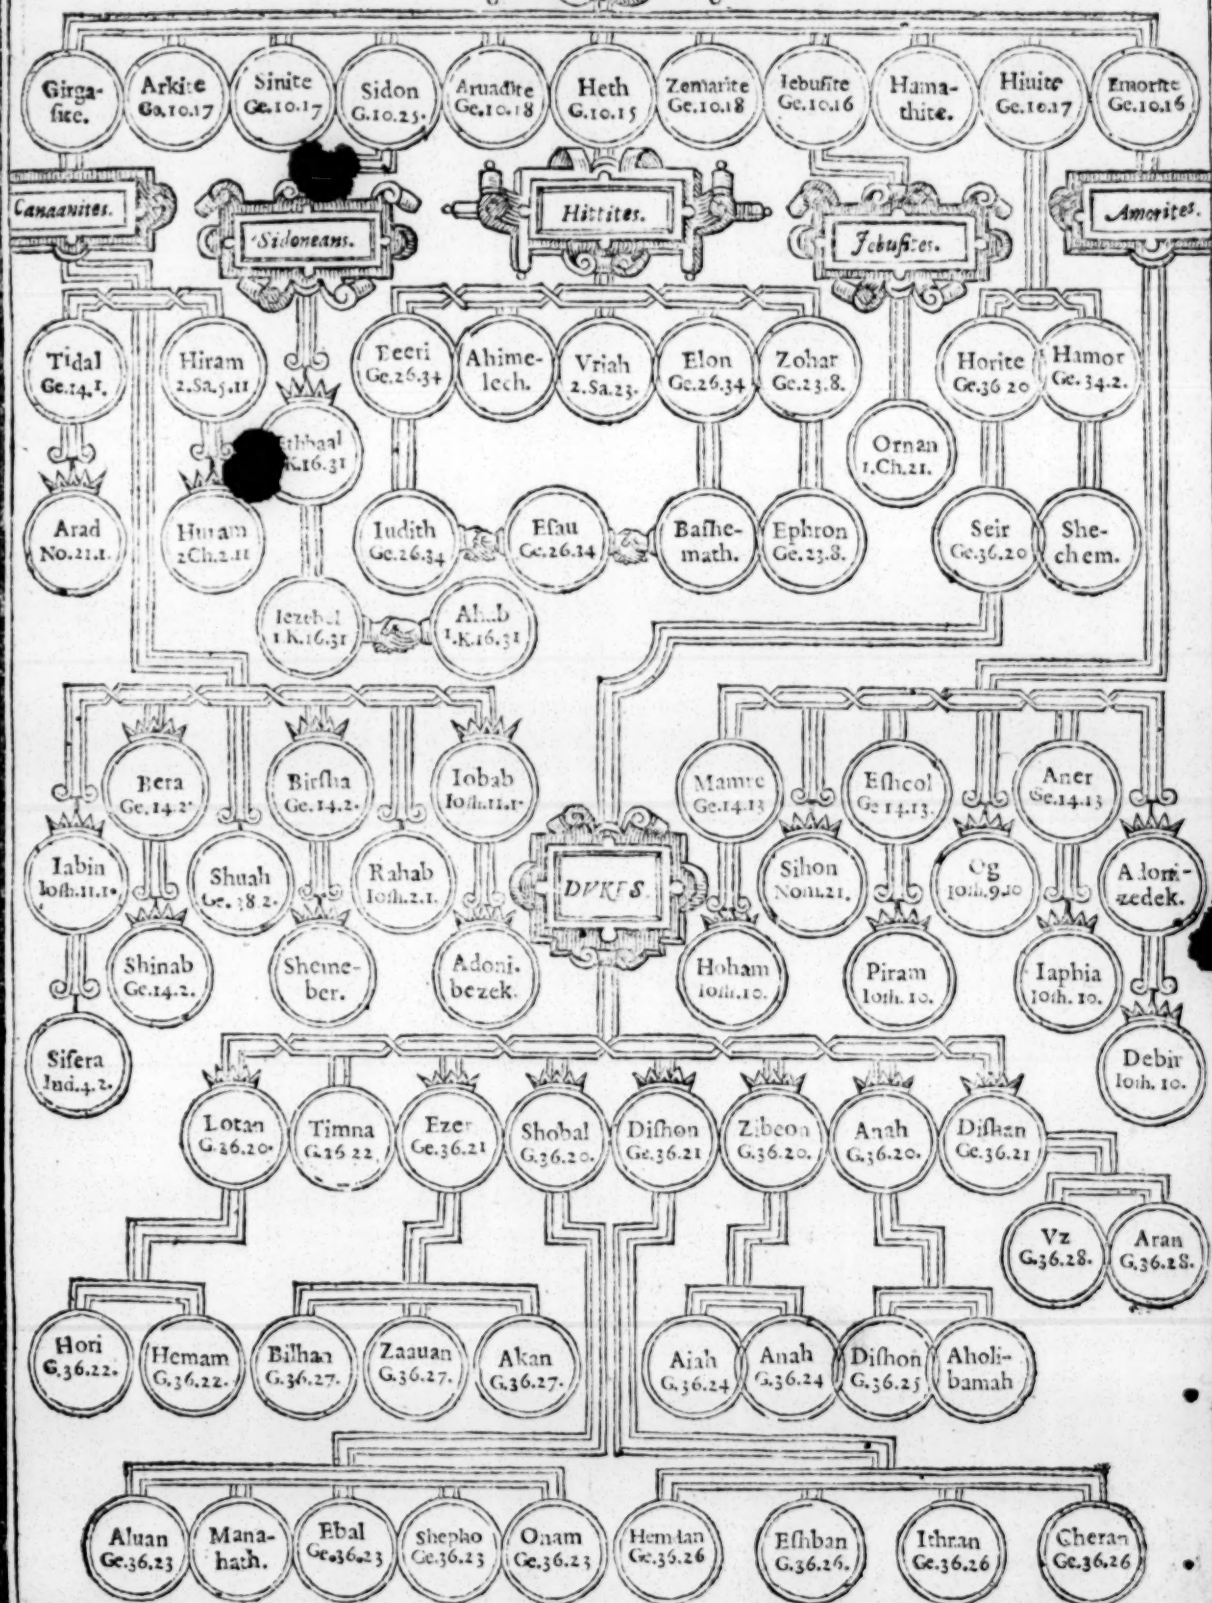 Girga-
site.
Arkite
Ga.10.17
Sinite
Ge.10.17
Sidon
G.10.25.
Aruadite
Ge.10.18
Heth
G.10.15
Zemarite
Ge.10.18
Iebusite
Ge.10.16
Hama-
thite.
Hiuite
Ge.10.17
Emorite
Ge.10.16
Canaanites.
Sidoneans.
Hittites.
Jebusites.
Amorites.
Tidal
Ge.14.1.
Hiram
2.Sa.5.11
Beeri
Ge.26.34
Ahime-
lech.
Vriah
2.Sa.23.
Elon
Ge.26.34
Zohar
Ge.23.8.
Horite
Ge.36 20
Hamor
Ge.34.2.
Ethbaal
K.16.31
Ornan
1.Ch.21.
Arad
No.21.1.
Huram
2Ch.2.11
Iudith
Ge.26.34
Esau
Ge.26.34
Bashe-
math.
Ephron
Ge.23.8.
Seir
Ge.36.20
She-
chem.
Iezebel
1.K.16.31
Ahab
1.K.16.31
Bera
Ge.14.2.
Birsha
Ge.14.2.
Iobab
Iosh.11.1.
Mamre
Ge.14.13
Eshcol
Ge 14.13.
Aner
Ge.14.13
Iabin
Iosh.11.1.
Shuah
Ge.38.2.
Rahab
Iosh.2.1.
DVKES.
Sihon
Nom.21.
Og
Iosh.9.10
Adoni-
zedek.
Shinab
Ge.14.2.
Sheme-
ber.
Adoni.
bezek.
Hoham
Iosh.10.
Piram
Iosh.10.
Iaphia
Iosh.10.
Sisera
Iud.4.2.
Debir
Iosh.10.
Lotan
G.36.20.
Timna
G.36 22
Ezer
Ge.36.21
Shobal
G.36.20.
Dishon
Ge.36.21
Zibeon
G.36.20.
Anah
G.36.20.
Dishan
Ge.36.21
Vz
G.36.28.
Aran
G.36.28.
Hori
G.36.22.
Hemam
G.36.22.
Bilhan
G.36.27.
Zaauan
G.36.27.
Akan
G.36.27.
Aiah
G.36.24
Anah
G.36.24
Dishon
G.36.25
Aholi-
bamah
Aluan
Ge.36.23
Mana-
hath.
Ebal
Ge.36.23
Shepho
Ge.36.23
Onam
Ge.36.23
Hemdan
Ge.36.26
Eshban
G.36.26.
Ithran
Ge.36.26
Cheran
Ge.36.26